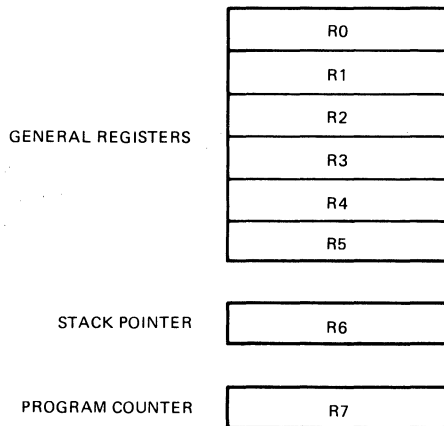 R0
R1
R2
GENERAL REGISTERS
R3
R4
R5
STACK POINTER
R6
PROGRAM COUNTER
R7